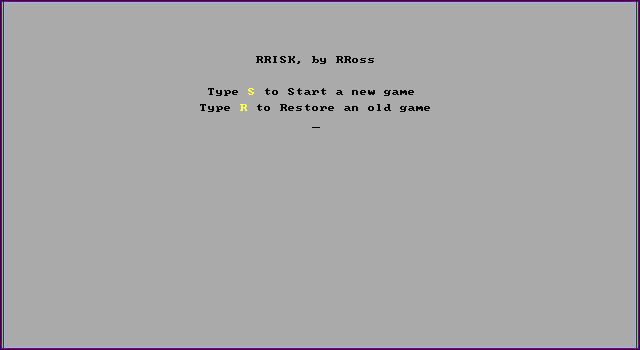 RRISK, by RRoss
Type S to Start a new game
Type R to Restore an old game
_